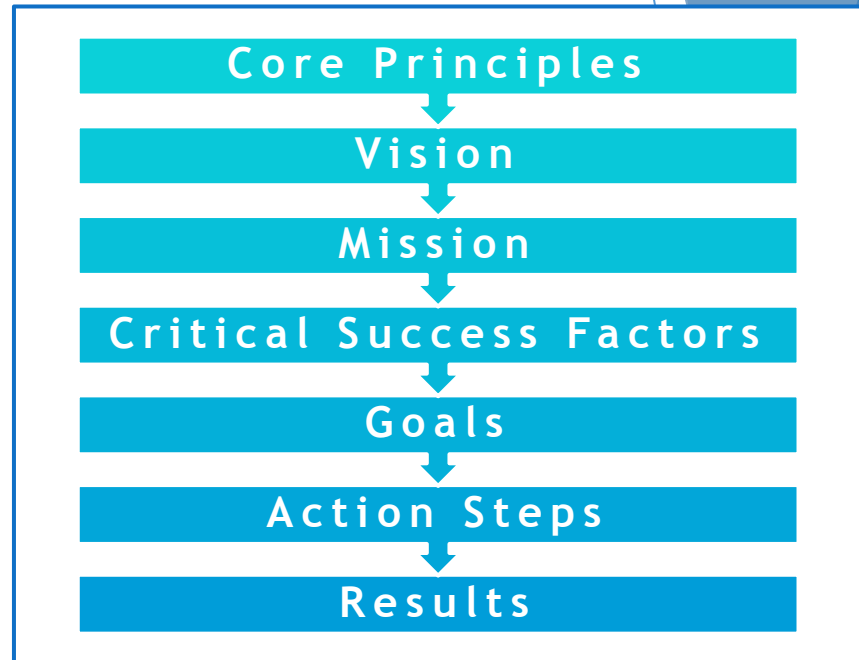 Core Principles
Vision
Mission
Critical Success Factors
Goals
Action Steps
Results